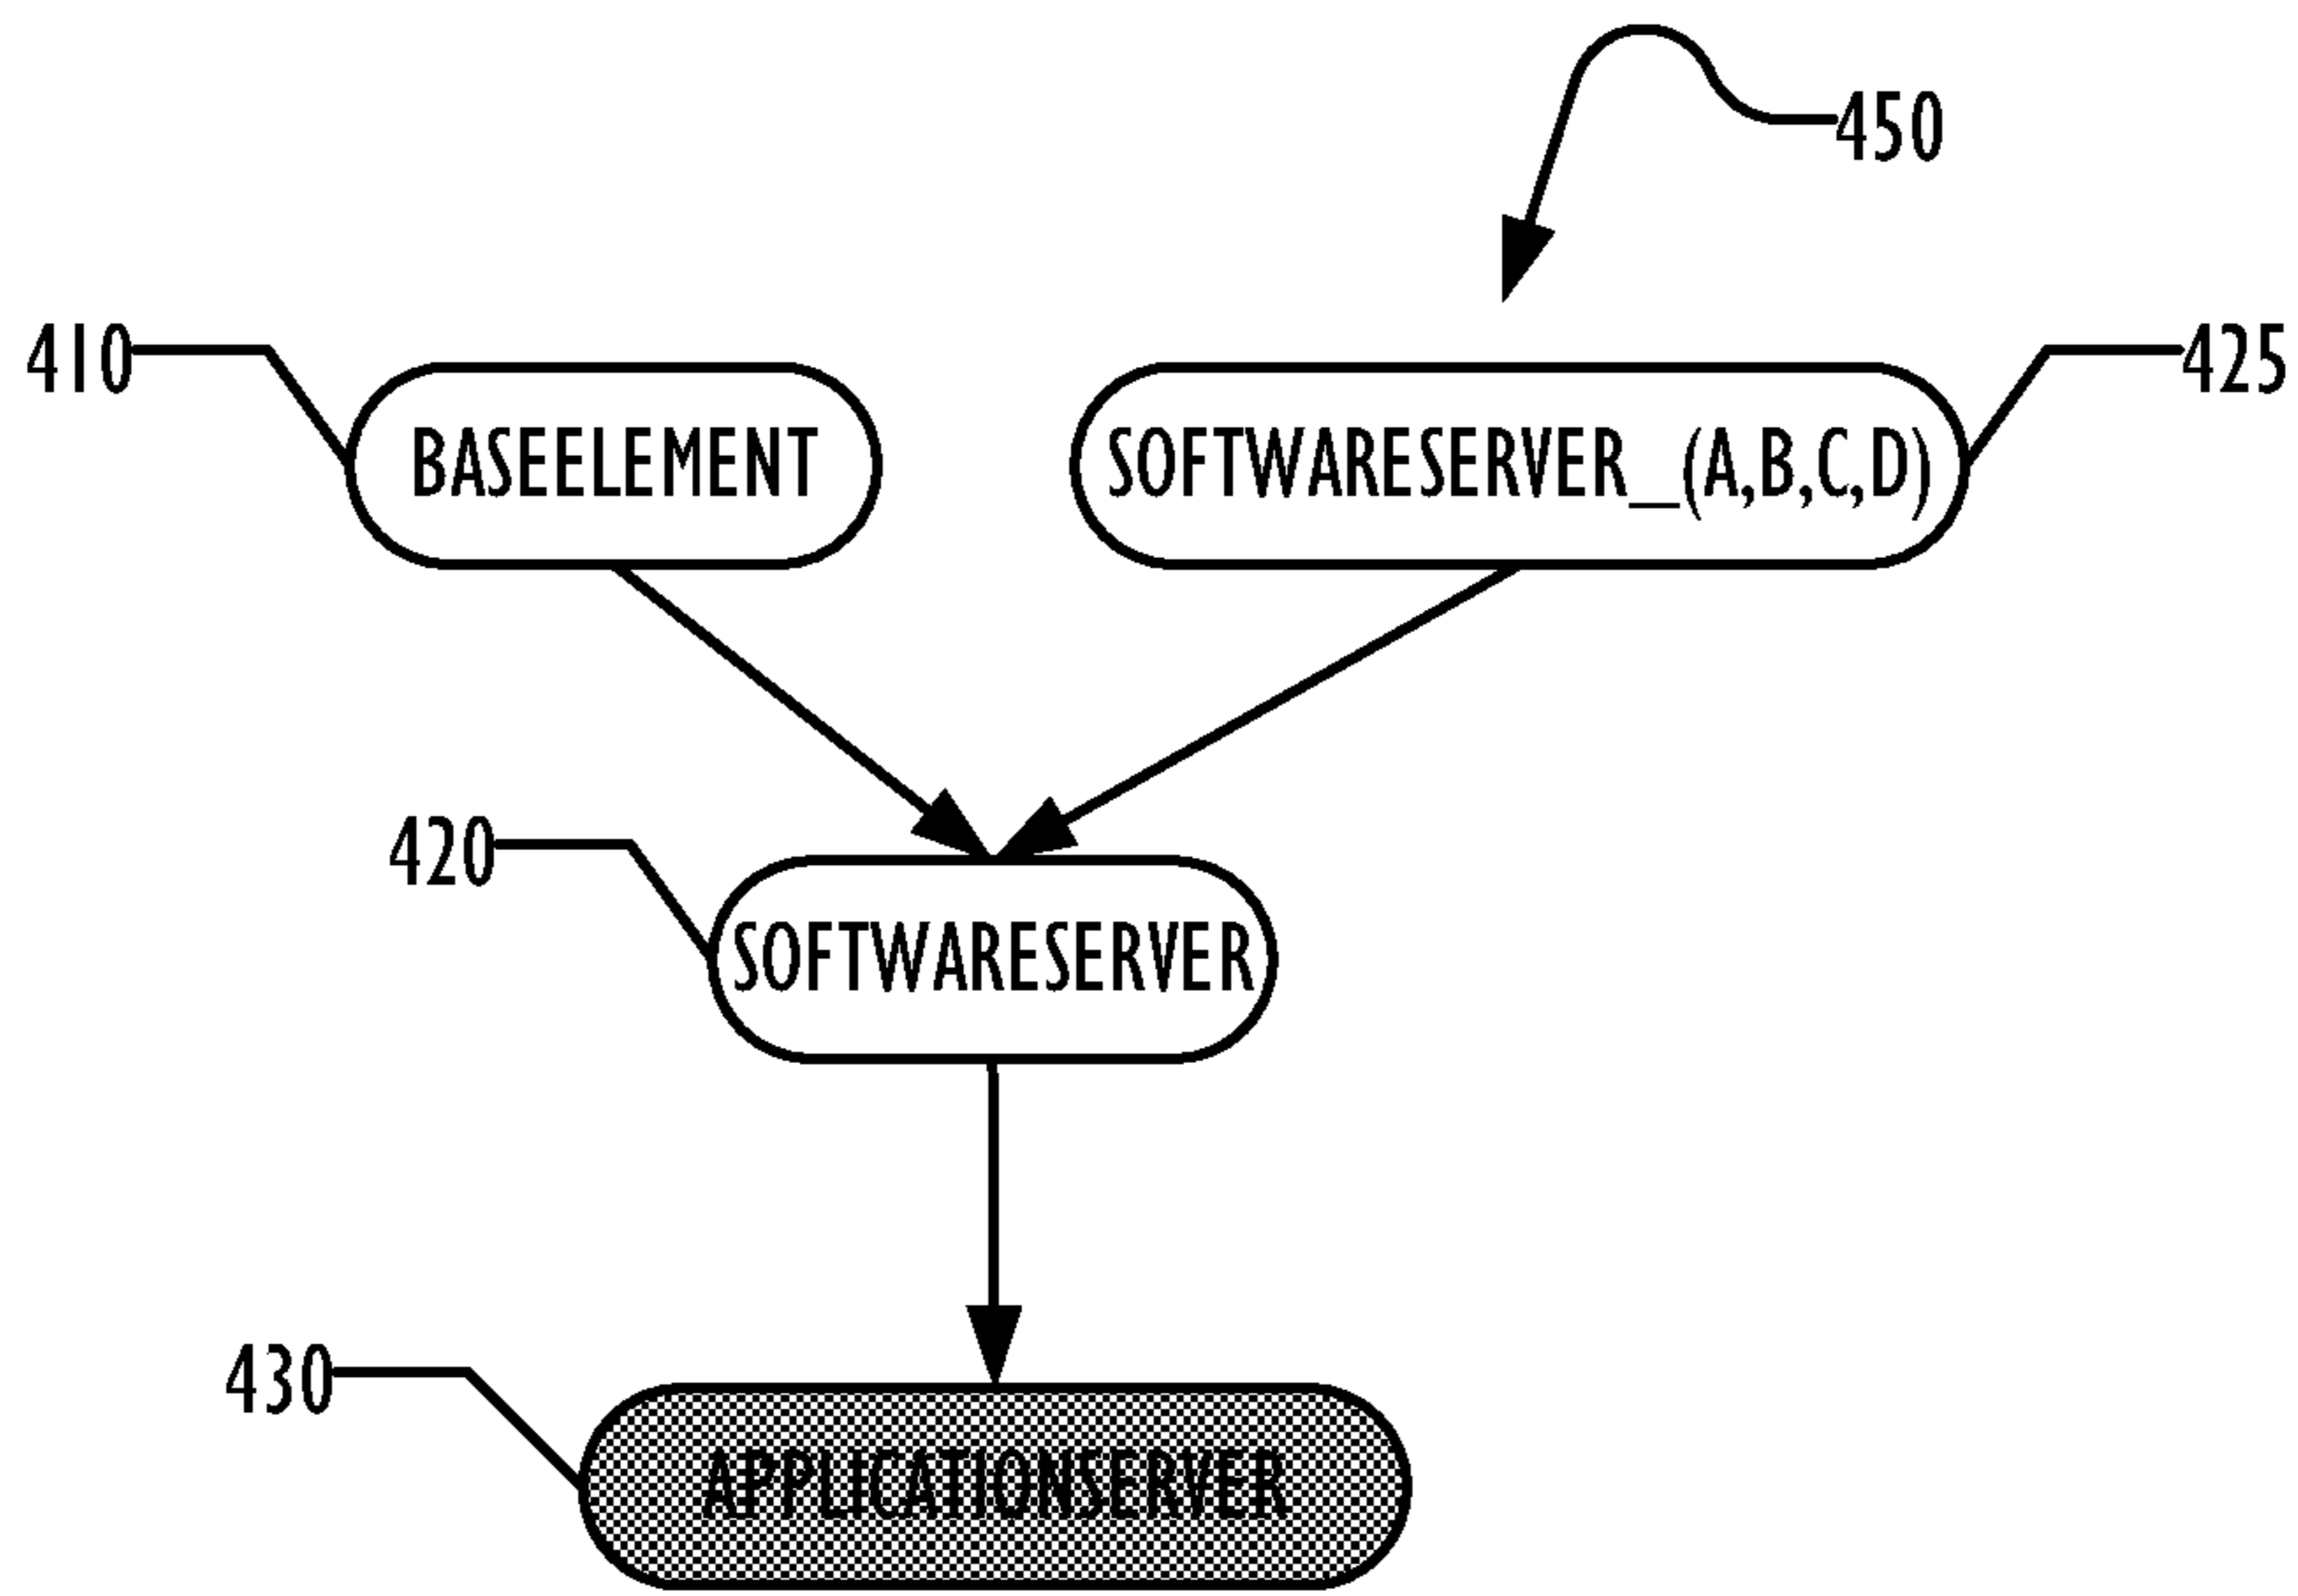 450
410
425
BASEELEMENT
SOFTWARESERVER_(A,B,C,D)
420
SOFTWARESERVER
430
APPLICATIONSERVER